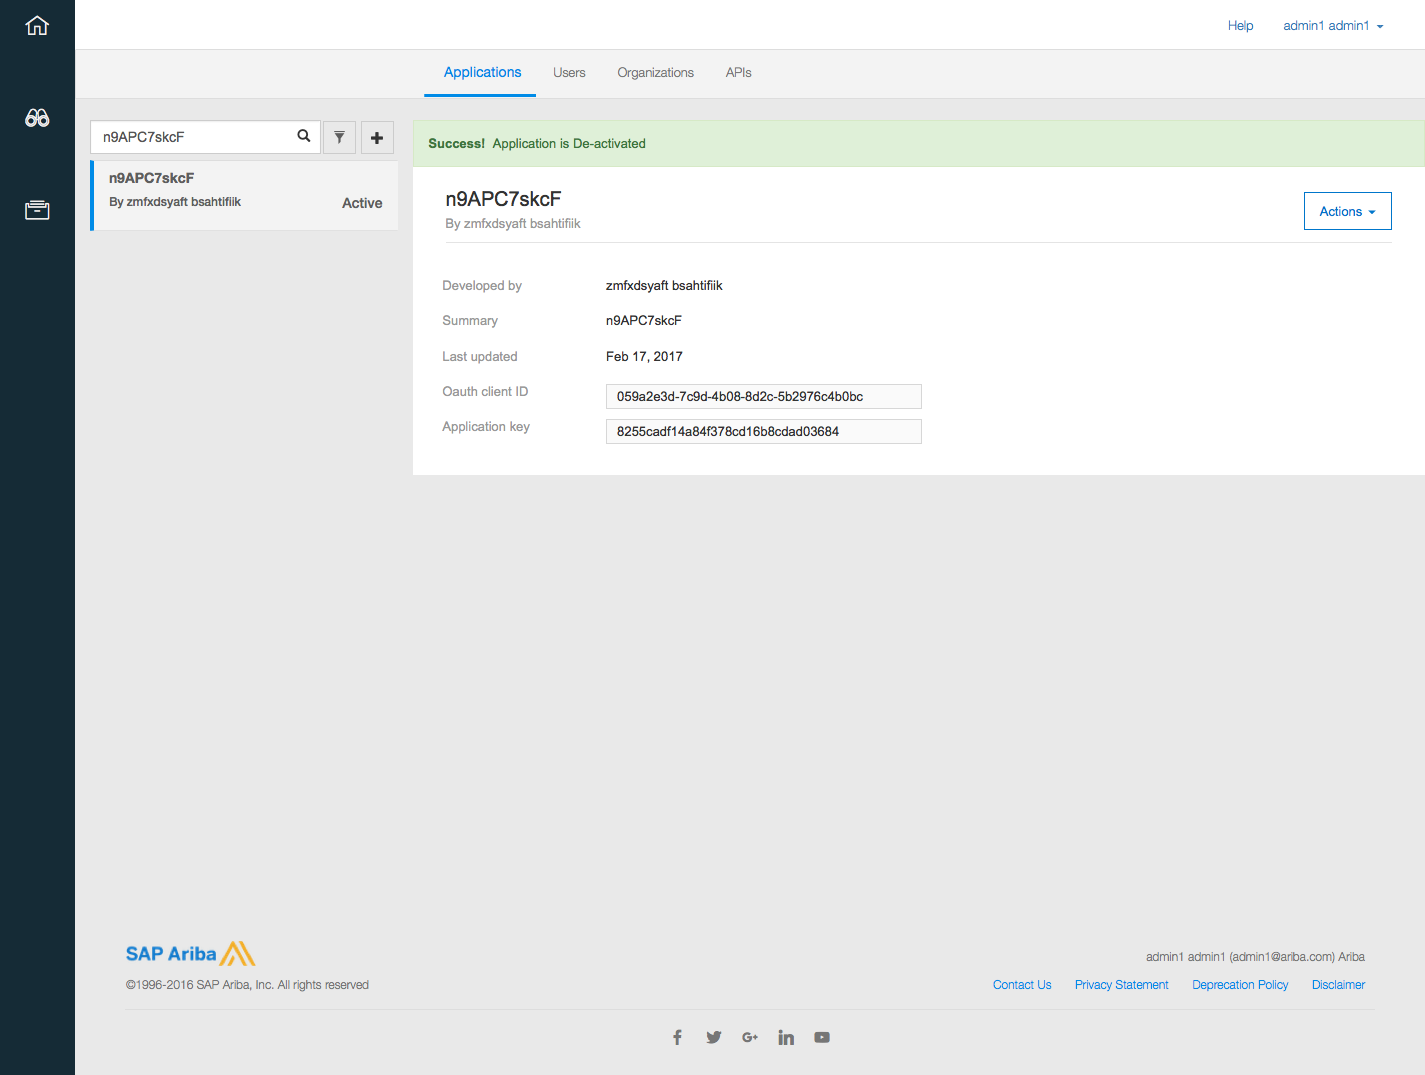 Help admin1 admin1
Applications Users Organizations APIs
n9APC7skcF
n9APC7skcF
By zmfxdsyaft bsahtifiik
Active
Success! Application is De-activated
n9APC7skcF
By zmfxdsyaft bsahtifiik
Actions
Developed by zmfxdsyaft bsahtifiik
Summary n9APC7skcF
Last updated Feb 17, 2017
Oauth client ID 059a2e3d-7c9d-4b08-8d2c-5b2976c4b0bc
Application key 8255cadf14a84f378cd16b8cdad03684
SAP Ariba
©1996-2016 SAP Ariba, Inc. All rights reserved
admin1 admin1 (admin1@ariba.com) Ariba
Contact Us Privacy Statement Deprecation Policy Disclaimer